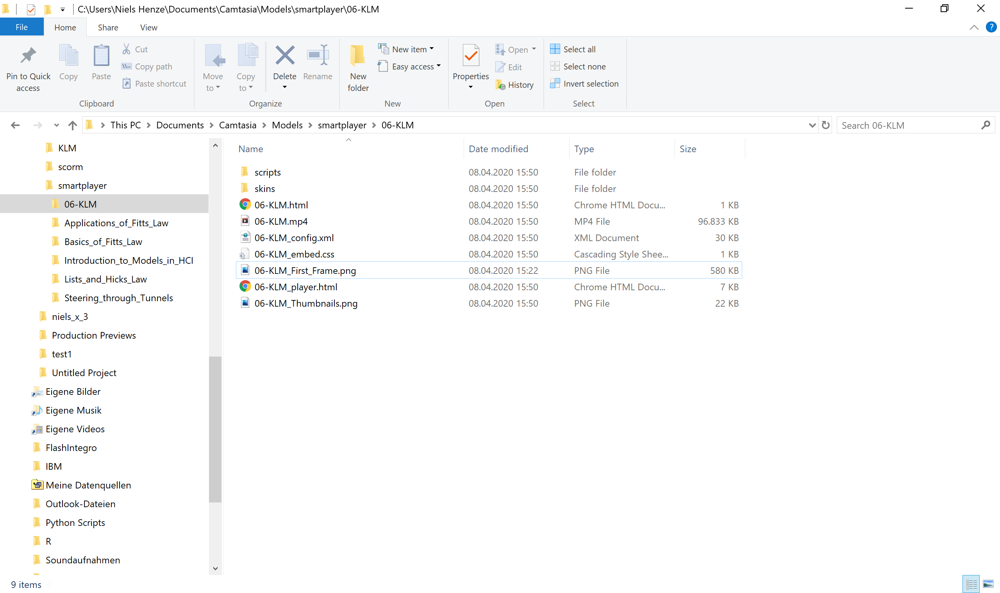 C:\Users\Niels Henze\Documents\Camtasia\Models\smartplayer\06-KLM
File Home Share View
Pin to Quick access
Copy
Paste
Cut
Copy path
Paste shortcut
Clipboard
Move to
Copy to
Delete
Rename
Organize
New folder
New item
Easy access
New
Properties
Open
Edit
History
Open
Select all
Select none
Invert selection
Select
This PC Documents Camtasia Models smartplayer 06-KLM
Search 06-KLM
KLM
scorm
smartplayer
06-KLM
Applications_of_Fitts_Law
Basics_of_Fitts_Law
Introduction_to_Models_in_HCI
Lists_and_Hicks_Law
Steering_through_Tunnels
niels_x_3
Production Previews
test1
Untitled Project
Eigene Bilder
Eigene Musik
Eigene Videos
FlashIntegro
IBM
Meine Datenquellen
Outlook-Dateien
Python Scripts
R
Soundaufnahmen
Name Date modified Type Size
scripts 08.04.2020 15:50 File folder
skins 08.04.2020 15:50 File folder
06-KLM.html 08.04.2020 15:50 Chrome HTML Docu... 1 KB
06-KLM.mp4 08.04.2020 15:50 MP4 File 96.833 KB
06-KLM_config.xml 08.04.2020 15:50 XML Document 30 KB
06-KLM_embed.css 08.04.2020 15:50 Cascading Style Shee... 1 KB
06-KLM_First_Frame.png 08.04.2020 15:22 PNG File 580 KB
06-KLM_player.html 08.04.2020 15:50 Chrome HTML Docu... 7 KB
06-KLM_Thumbnails.png 08.04.2020 15:50 PNG File 22 KB
9 items